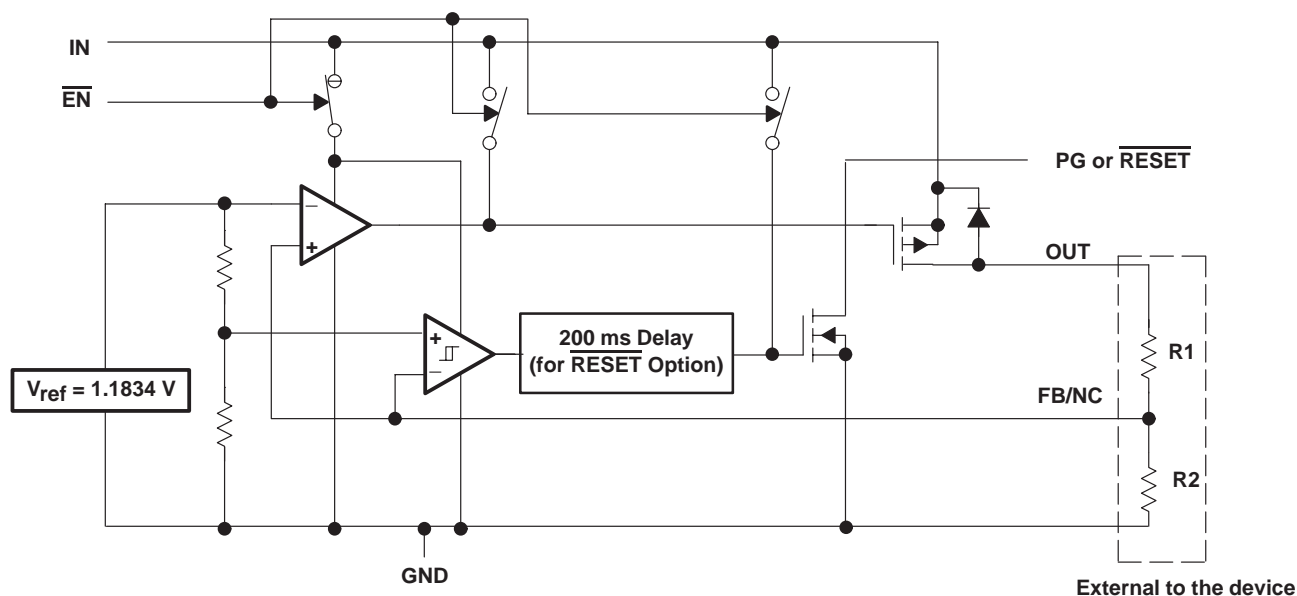 IN
EN
PG or RESET
−
+
OUT
200 ms Delay
(for RESET Option)
+
−
R1
Vref = 1.1834 V
FB/NC
R2
GND
External to the device